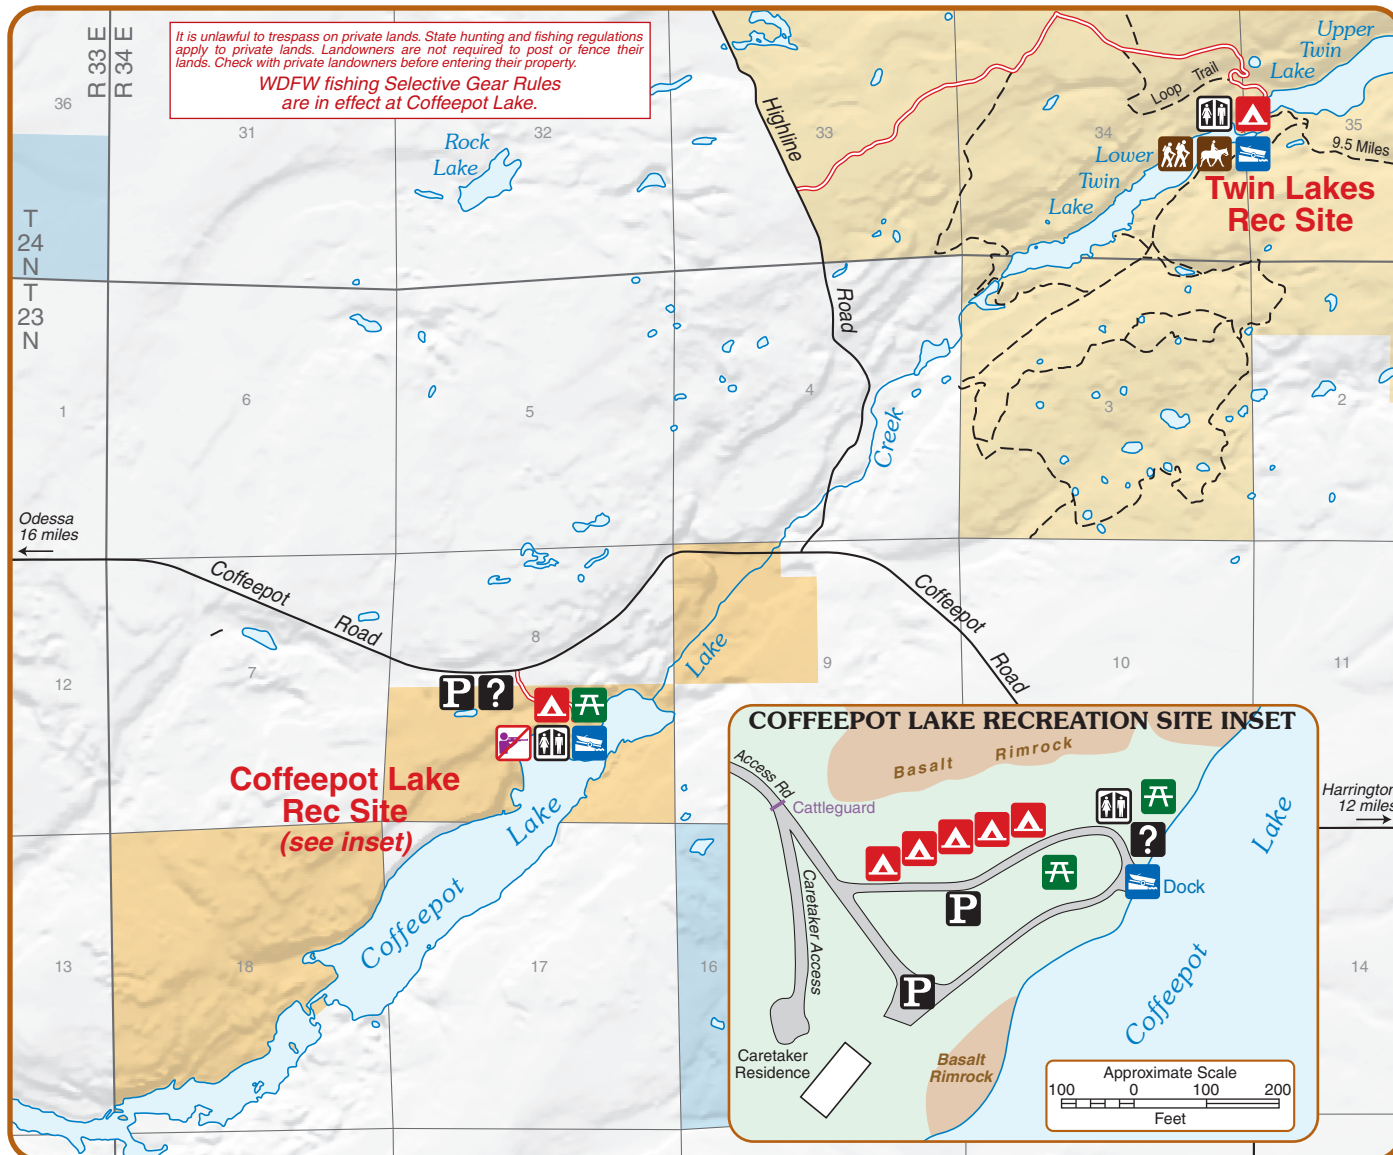 It is unlawful to trespass on private lands. State hunting and fishing regulations
apply to private lands. Landowners are not required to post or fence their
lands. Check with private landowners before entering their property.
WDFW fishing Selective Gear Rules
are in effect at Coffeepot Lake.
R 33 E
R 34 E
36
31
32
33
34
35
Upper
Twin
Lake
Loop Trail
9.5 Miles
Highline
Rock
Lake
Lower
Twin
Lake
Twin Lakes
Rec Site
T
24
N
T
23
N
Road
1
6
5
4
3
2
Creek
Odessa
16 miles
Coffeepot
Road
Coffeepot
Road
12
7
8
9
10
11
Lake
P
?
Coffeepot Lake
Rec Site
(see inset)
Lake
Coffeepot
13
18
17
16
14
Harrington
12 miles
COFFEEPOT LAKE RECREATION SITE INSET
Basalt Rimrock
Access Rd
Cattleguard
Caretaker Access
?
P
Dock
P
Lake
Coffeepot
Caretaker
Residence
Basalt
Rimrock
Approximate Scale
100 0 100 200
Feet